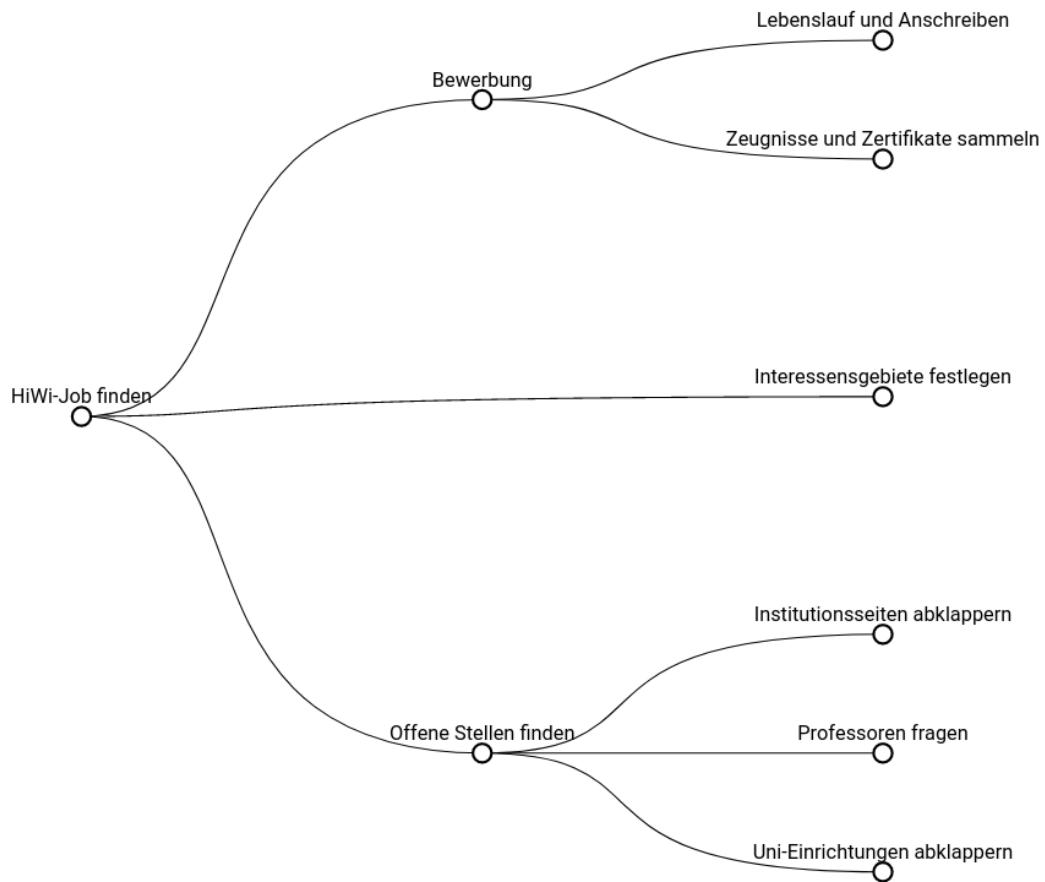 Lebenslauf und Anschreiben
Bewerbung
Zeugnisse und Zertifikate sammeln
Interessensgebiete festlegen
HiWi-Job finden
Institutionsseiten abklappern
Offene Stellen finden
Professoren fragen
Uni-Einrichtungen abklappern